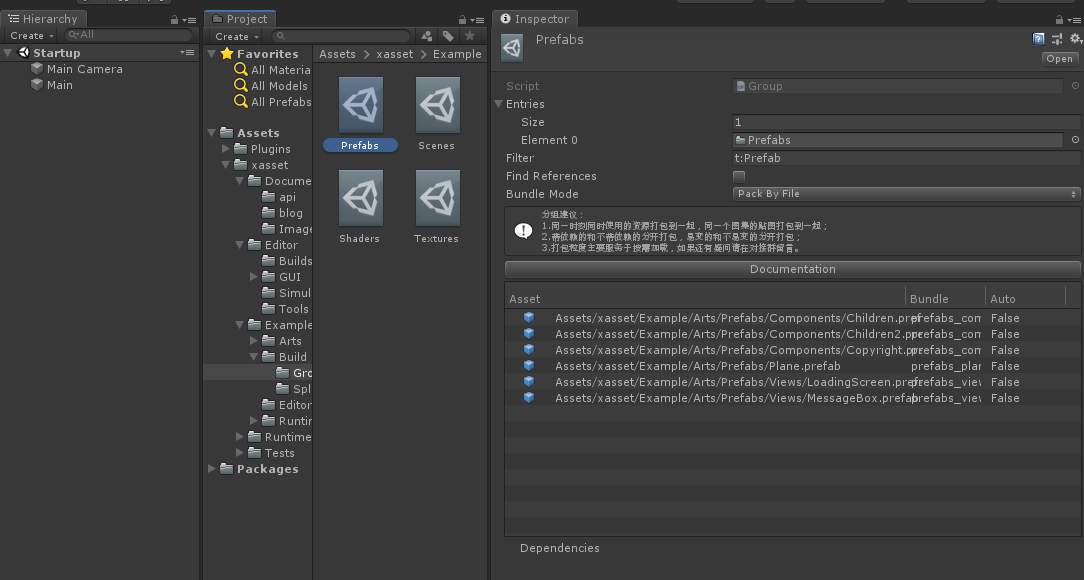 Hierarchy
Create
All
Startup
Main Camera
Main
Project
Create
Favorites
All Materia
All Models
All Prefabs
Assets
Plugins
xasset
Docume
api
blog
Image
Editor
Builds
GUI
Simul
Tools
Example
Arts
Build
Gro
Spl
Editor
Runtin
Runtime
Tests
Packages
Assets > xasset > Example
Prefabs
Scenes
Shaders
Textures
Inspector
Prefabs
Open
Script Group
Entries
Size 1
Element 0 Prefabs
Filter t:Prefab
Find References
Bundle Mode Pack By File
分组建议：
1.同一时刻同时使用的资源打包到一起，同一个图集的贴图打包到一起；
2.带依赖的和不带依赖的分开打包，易变的和不易变的分开打包；
3.打包粒度主要服务于按需加载，如果还有疑问请在对接群留言。
Documentation
Asset Bundle Auto
Assets/xasset/Example/Arts/Prefabs/Components/Children.pref prefabs_com False
Assets/xasset/Example/Arts/Prefabs/Components/Children2.pre prefabs_com False
Assets/xasset/Example/Arts/Prefabs/Components/Copyright.pre prefabs_com False
Assets/xasset/Example/Arts/Prefabs/Plane.prefab prefabs_plan False
Assets/xasset/Example/Arts/Prefabs/Views/LoadingScreen.pref prefabs_view False
Assets/xasset/Example/Arts/Prefabs/Views/MessageBox.prefab prefabs_view False
Dependencies